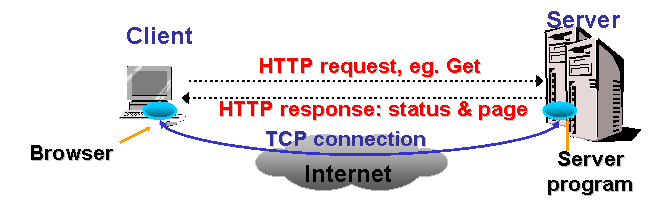 Client
Server
HTTP request, eg. Get
HTTP response: status & page
TCP connection
Browser
Internet
Server
program